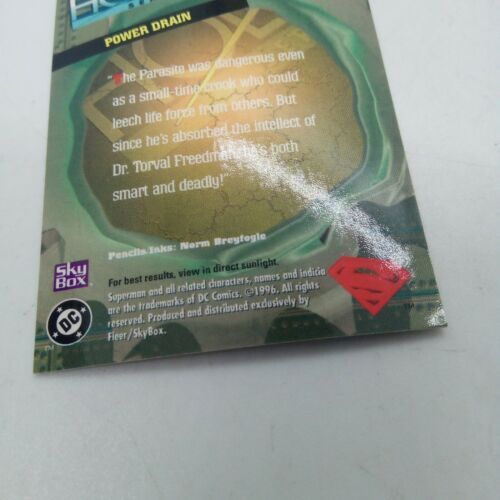 POWER DRAIN
"The Parasite was dangerous even
as a small-time crook who could
leech life force from others. But
since he's absorbed the intellect of
Dr. Torval Freedman, he's both
smart and deadly!"
Pencils/Inks: Norm Breyfogle
SKY
BOX
For best results, view in direct sunlight.
Superman and all related characters, names and indicia
are the trademarks of DC Comics. ©1996. All rights
reserved. Produced and distributed exclusively by
Fleer/SkyBox.
DC
TM
S
TM